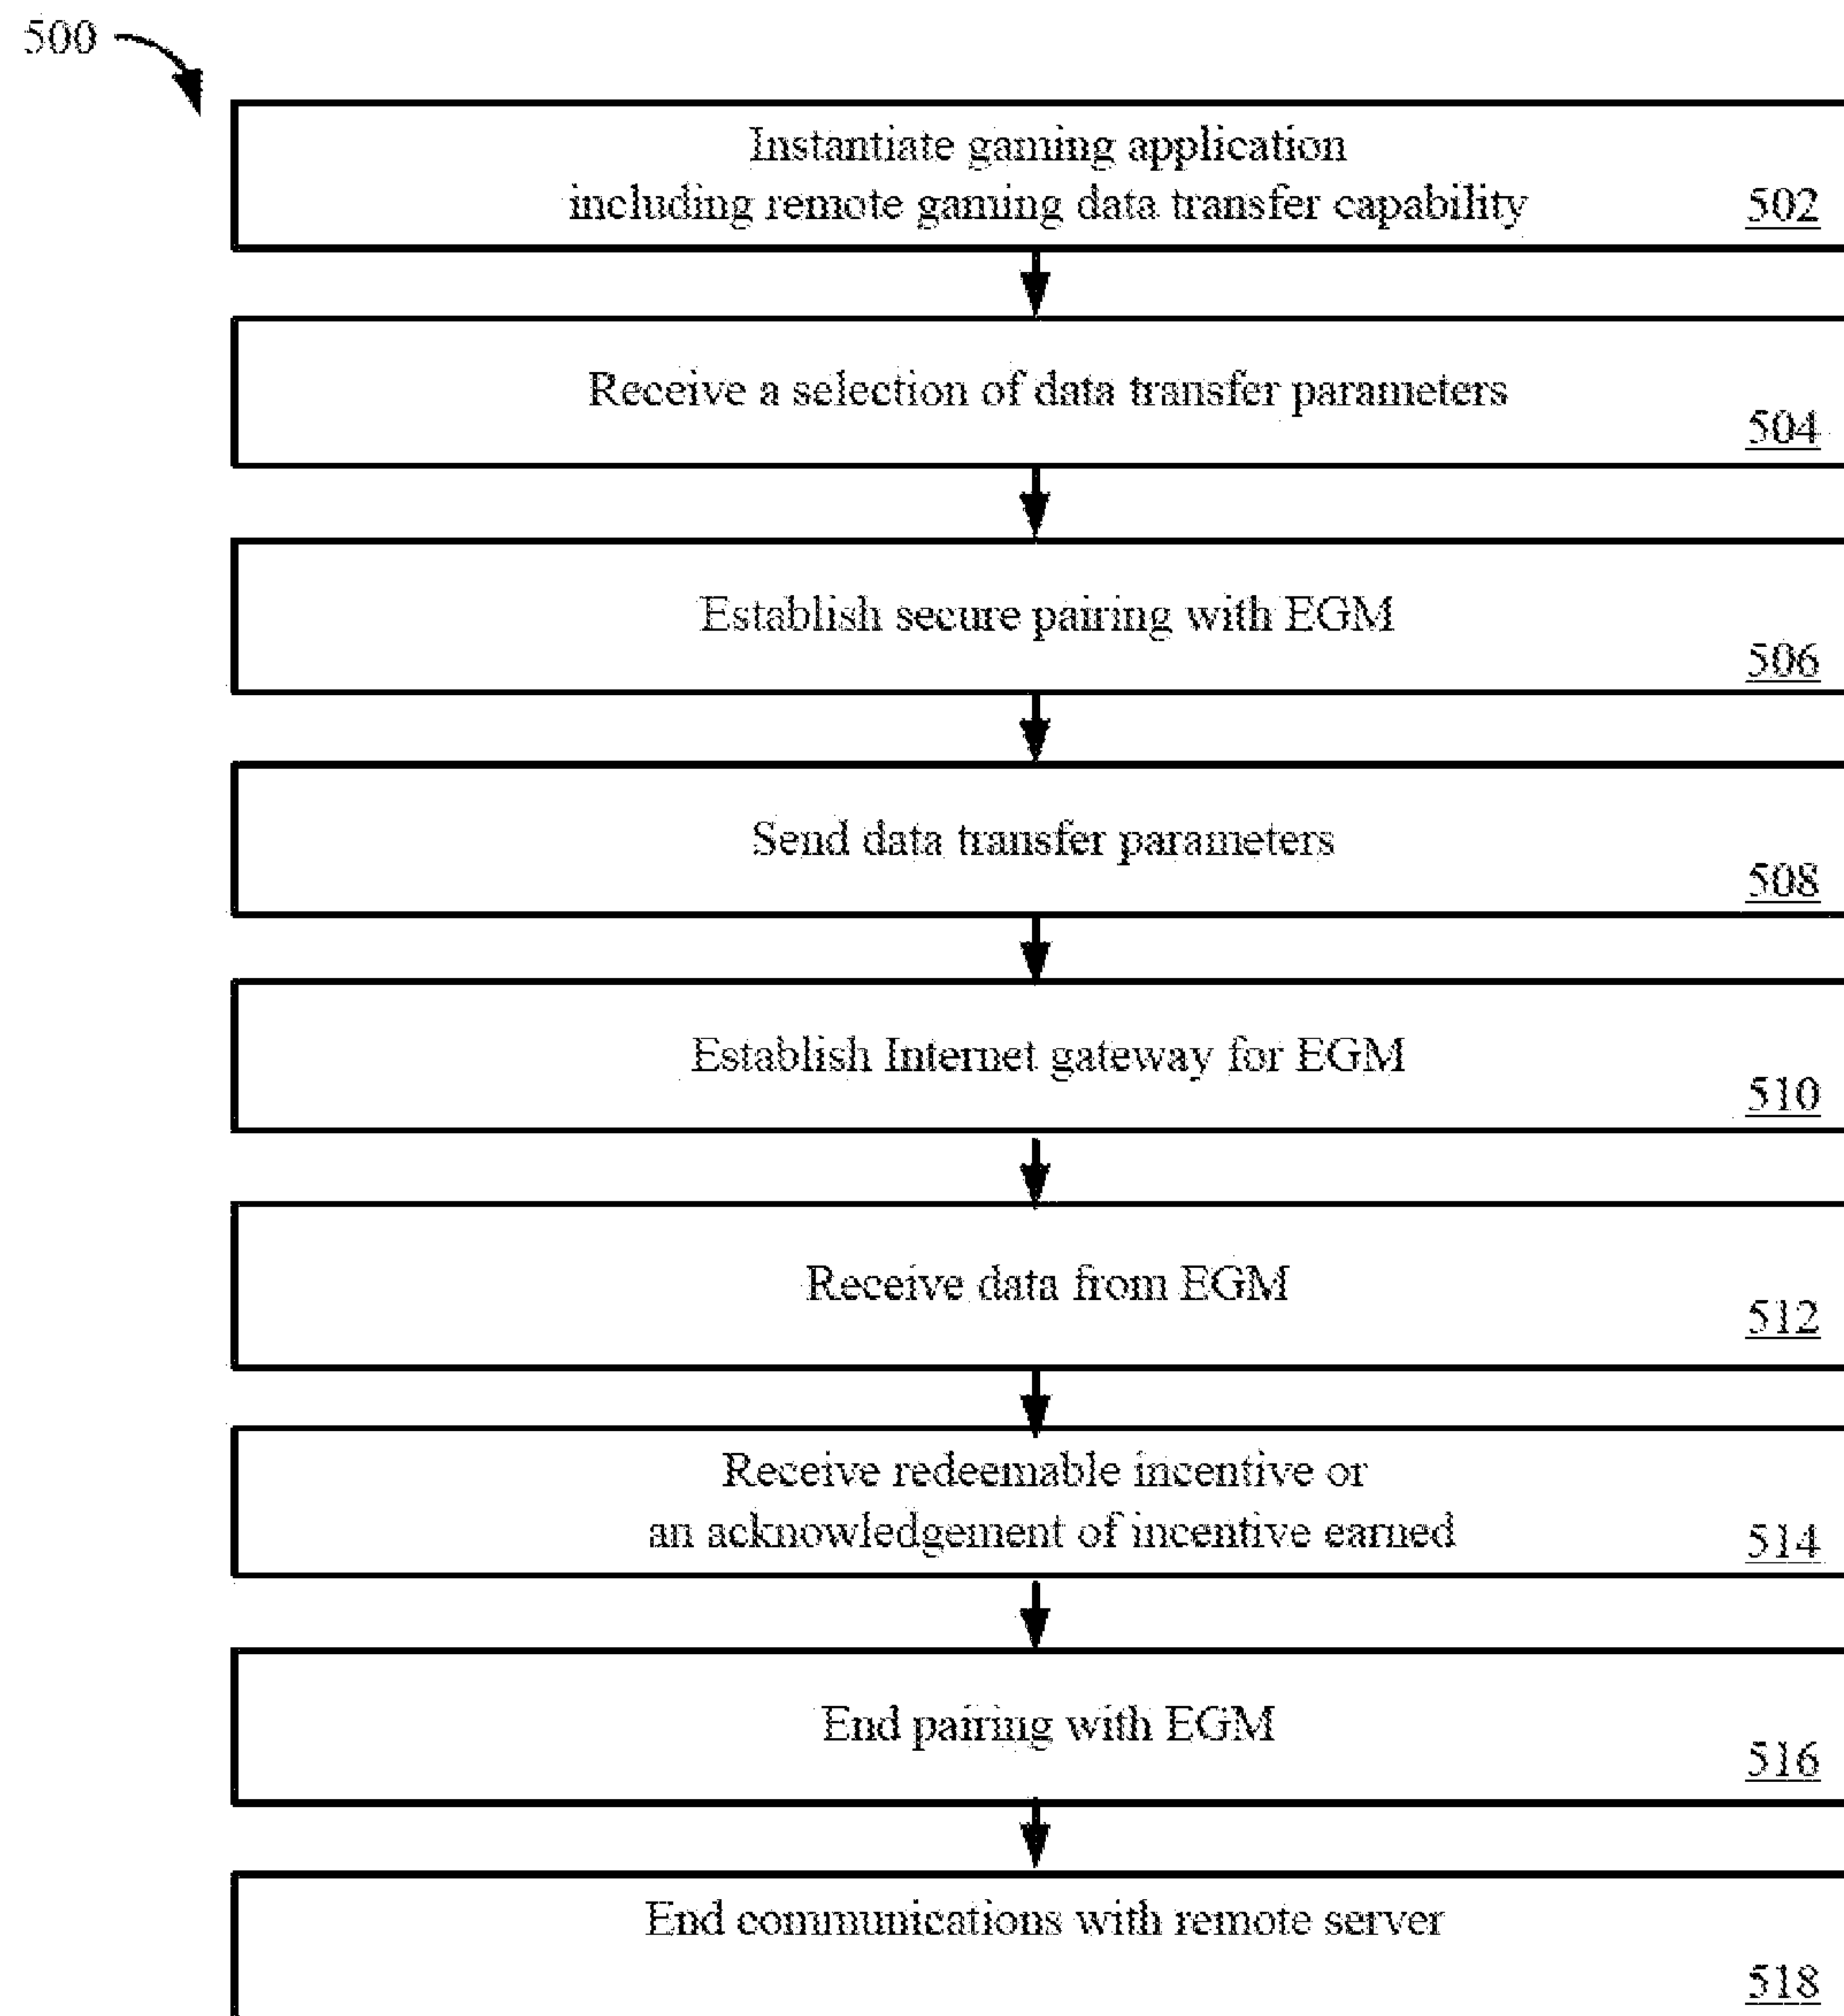 500
Instantiate gaming application
including remote gaming data transfer capability
502
Receive a selection of data transfer parameters
504
Establish secure pairing with EGM
506
Send data transfer parameters
508
Establish Internet gateway for EGM
510
Receive data from EGM
512
Receive redeemable incentive or
an acknowledgement of incentive earned
514
End pairing with EGM
516
End communications with remote server
518